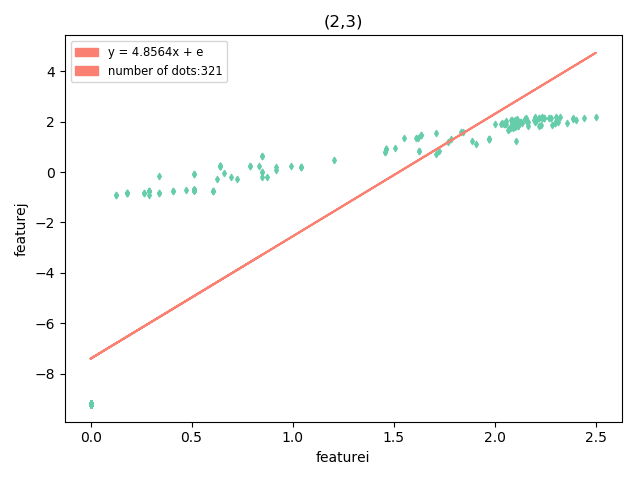 (2,3)
y = 4.8564x + e
number of dots:321
featurej
4
2
0
−2
−4
−6
−8
0.0 0.5 1.0 1.5 2.0 2.5
featurei